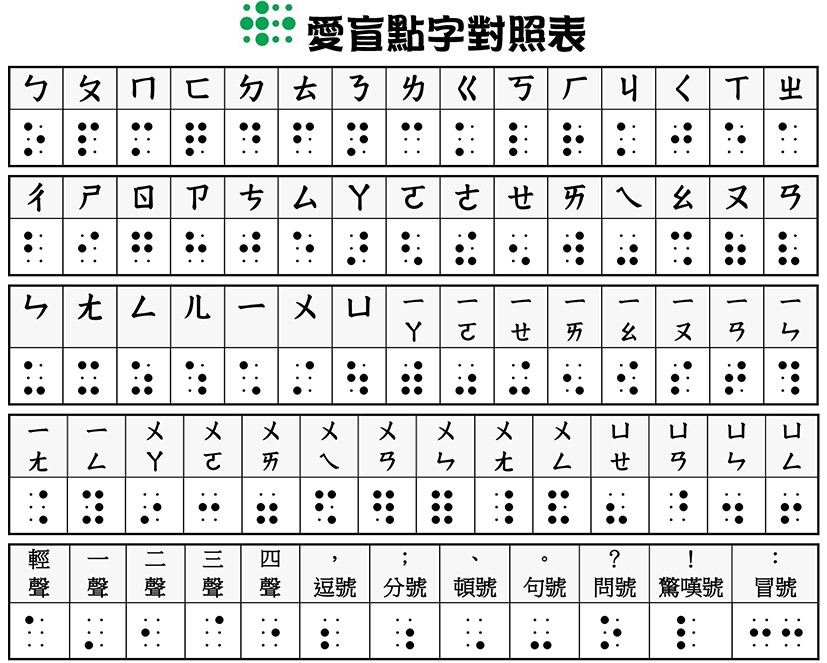 愛盲點字對照表
ㄅ ㄆ ㄇ ㄈ ㄉ ㄊ ㄋ ㄌ ㄍ ㄎ ㄏ ㄐ ㄑ ㄒ ㄓ
ㄔ ㄕ ㄖ ㄗ ㄘ ㄙ ㄚ ㄛ ㄜ ㄝ ㄞ ㄟ ㄠ ㄡ ㄢ
ㄣ ㄤ ㄥ ㄦ ㄧ ㄨ ㄩ ㄧㄚ ㄧㄛ ㄧㄝ ㄧㄞ ㄧㄠ ㄧㄡ ㄧㄢ ㄧㄣ
ㄧㄤ ㄧㄥ ㄨㄚ ㄨㄛ ㄨㄞ ㄨㄟ ㄨㄢ ㄨㄣ ㄨㄤ ㄨㄥ ㄩㄝ ㄩㄢ ㄩㄣ ㄩㄥ
輕聲 一聲 二聲 三聲 四聲 ，逗號 ；分號 、頓號 。句號 ？問號 ！驚嘆號 ：冒號